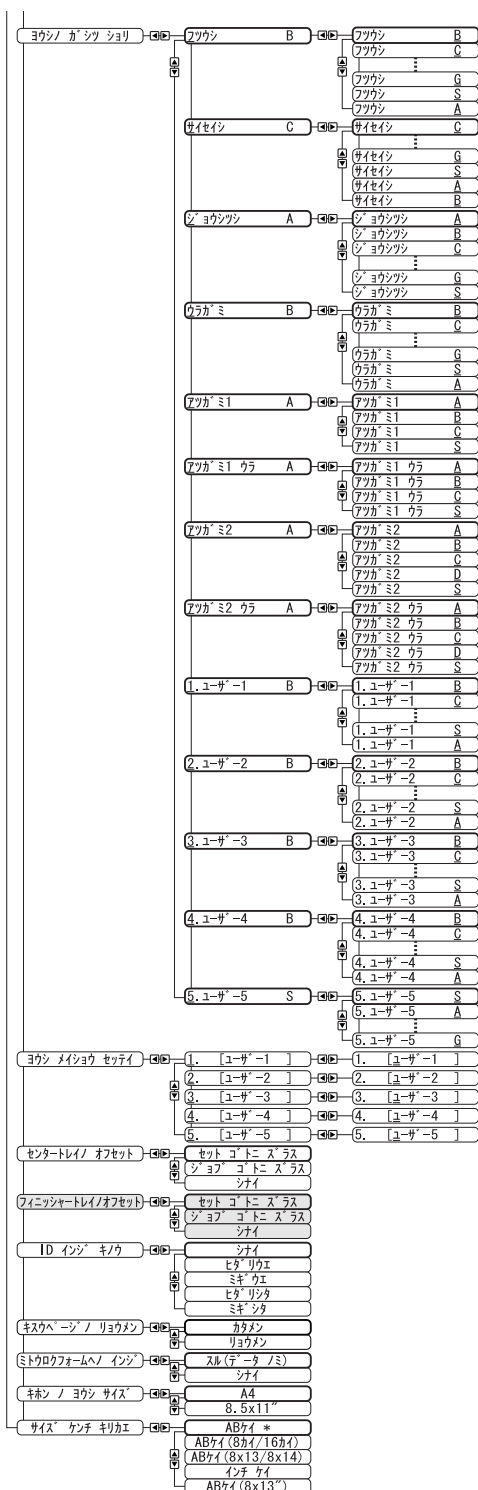 ヨウシノ ガシツ ショリ
フツウシ B
フツウシ B
フツウシ C
フツウシ G
フツウシ S
フツウシ A
サイセイシ C
サイセイシ C
サイセイシ G
サイセイシ S
サイセイシ A
サイセイシ B
ジョウシツシ A
ジョウシツシ A
ジョウシツシ B
ジョウシツシ C
ジョウシツシ G
ジョウシツシ S
ウラガミ B
ウラガミ B
ウラガミ C
ウラガミ G
ウラガミ S
ウラガミ A
アツガミ1 A
アツガミ1 A
アツガミ1 B
アツガミ1 C
アツガミ1 S
アツガミ1 ウラ A
アツガミ1 ウラ A
アツガミ1 ウラ B
アツガミ1 ウラ C
アツガミ1 ウラ S
アツガミ2 A
アツガミ2 A
アツガミ2 B
アツガミ2 C
アツガミ2 D
アツガミ2 S
アツガミ2 ウラ A
アツガミ2 ウラ A
アツガミ2 ウラ B
アツガミ2 ウラ C
アツガミ2 ウラ D
アツガミ2 ウラ S
1.ユーザー1 B
1.ユーザー1 B
1.ユーザー1 C
1.ユーザー1 S
1.ユーザー1 A
2.ユーザー2 B
2.ユーザー2 B
2.ユーザー2 C
2.ユーザー2 S
2.ユーザー2 A
3.ユーザー3 B
3.ユーザー3 B
3.ユーザー3 C
3.ユーザー3 S
3.ユーザー3 A
4.ユーザー4 B
4.ユーザー4 B
4.ユーザー4 C
4.ユーザー4 S
4.ユーザー4 A
5.ユーザー5 S
5.ユーザー5 S
5.ユーザー5 A
5.ユーザー5 G
ヨウシ メイショウ セッテイ
1. [ユーザー1 ]
1. [ユーザー1 ]
2. [ユーザー2 ]
2. [ユーザー2 ]
3. [ユーザー3 ]
3. [ユーザー3 ]
4. [ユーザー4 ]
4. [ユーザー4 ]
5. [ユーザー5 ]
5. [ユーザー5 ]
センタートレイノ オフセット
セット ゴトニ ズラス
ジョブ ゴトニ ズラス
シナイ
フィニッシャートレイノオフセット
セット ゴトニ ズラス
ジョブ ゴトニ ズラス
シナイ
ID インジ キノウ
シナイ
ヒダリウエ
ミギウエ
ヒダリシタ
ミギシタ
キスウページノ リョウメン
カタメン
リョウメン
ミトウロクフォームヘノ インジ
スル(データ ノミ)
シナイ
キホン ノ ヨウシ サイズ
A4
8.5x11”
サイズ ケンチ キリカエ
ABケイ *
ABケイ(8カイ/16カイ)
ABケイ(8x13/8x14)
インチ ケイ
ABケイ(8x13”)